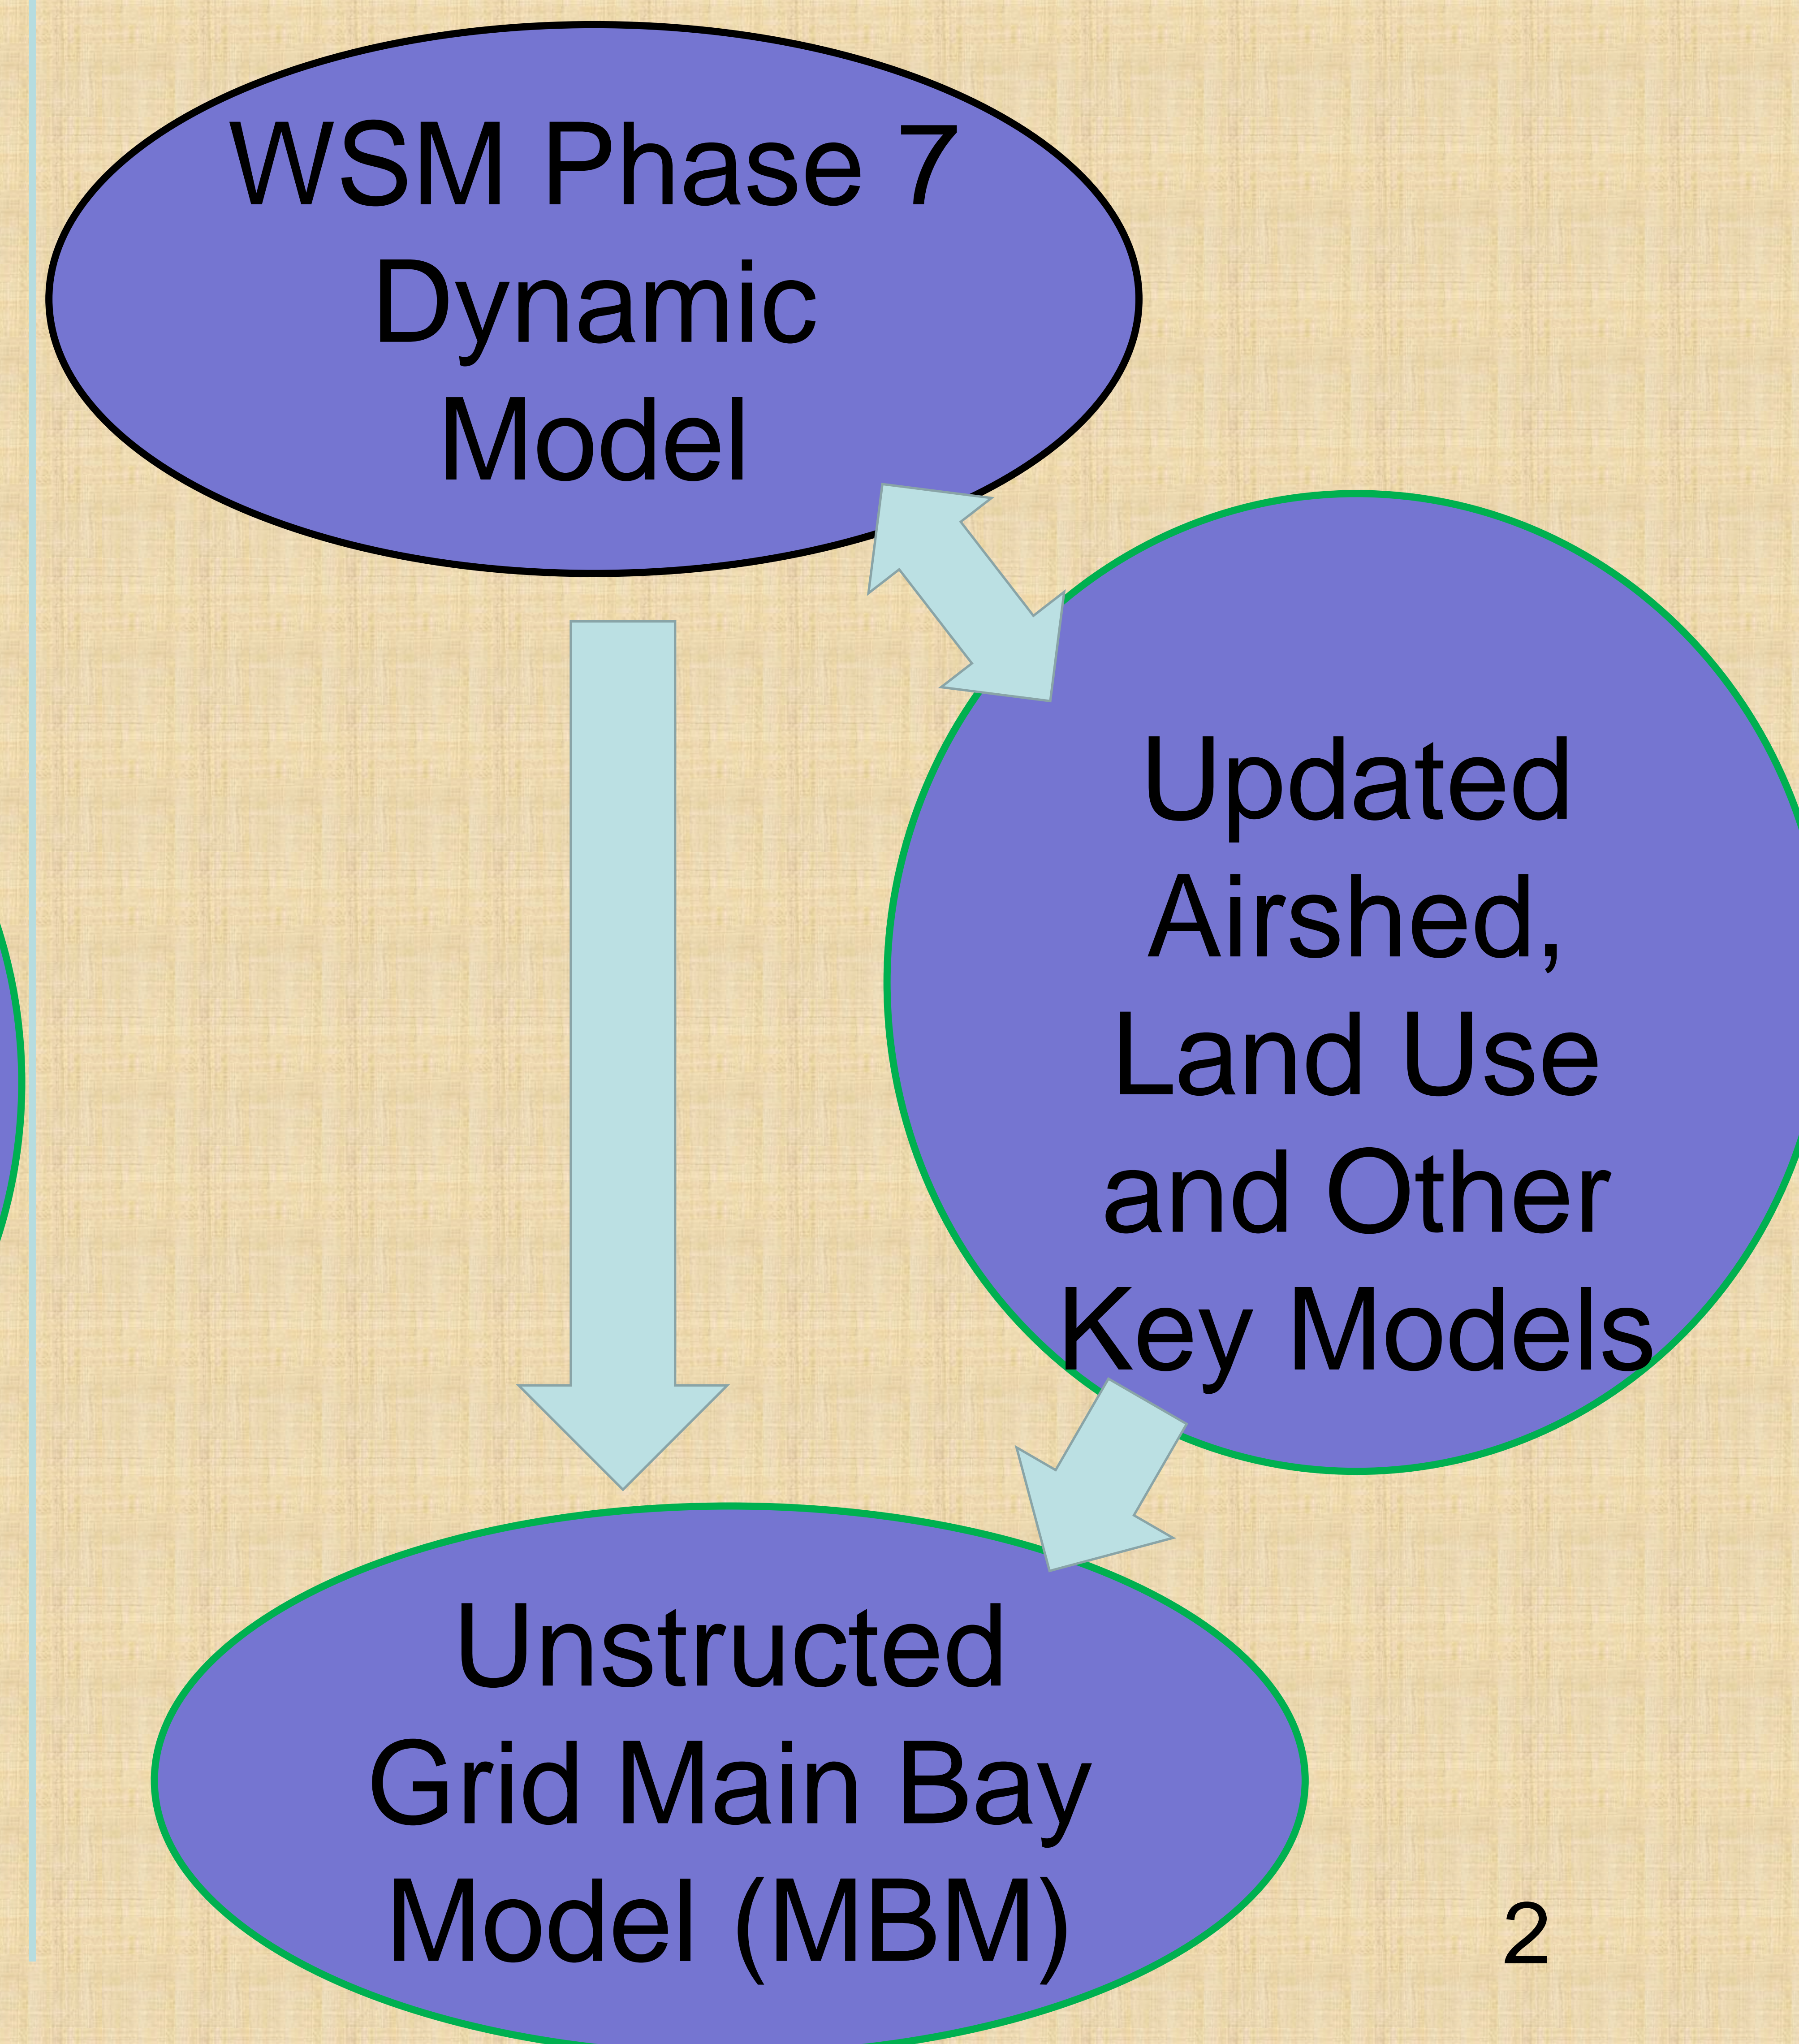 WSM Phase 7
Dynamic
Model
Updated
Airshed,
Land Use
and Other
Key Models
Unstructed
Grid Main Bay
Model (MBM)
2